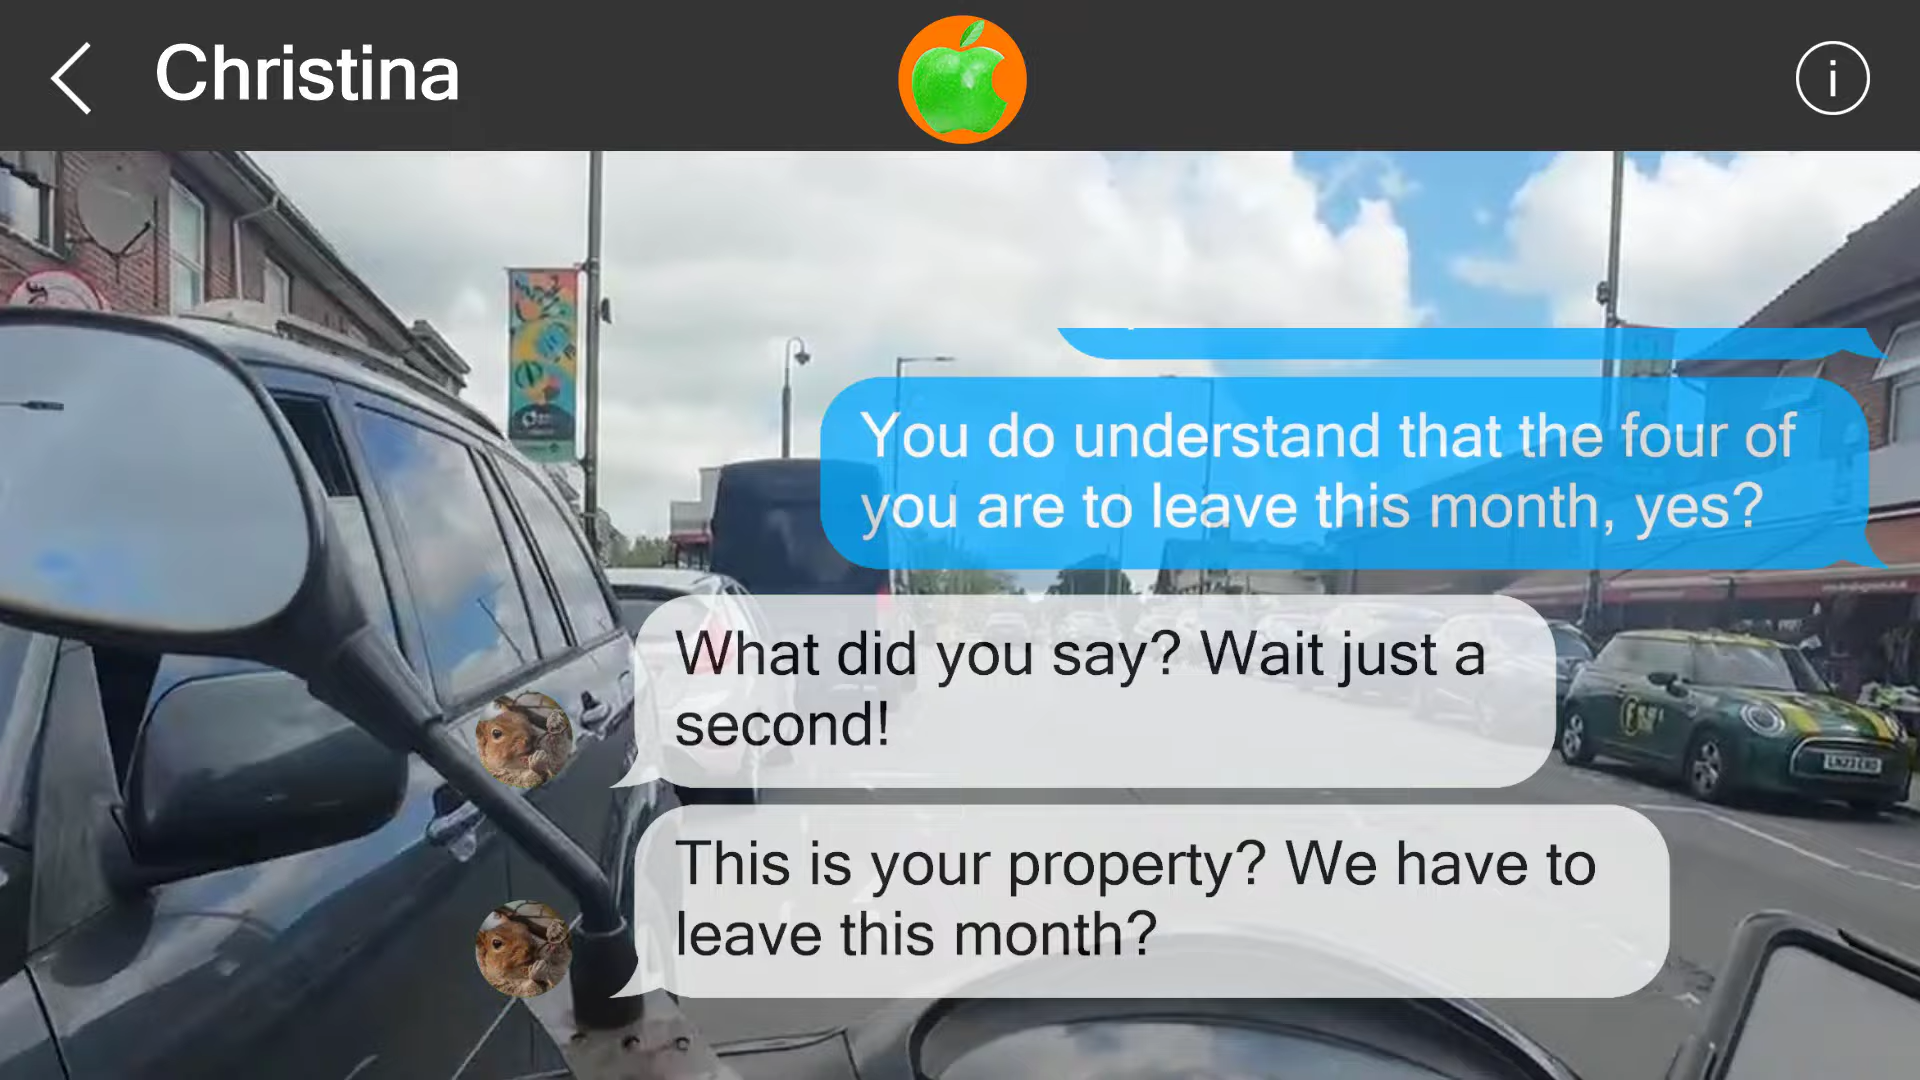 Christina
You do understand that the four of
you are to leave this month, yes?
What did you say? Wait just a
second!
This is your property? We have to
leave this month?